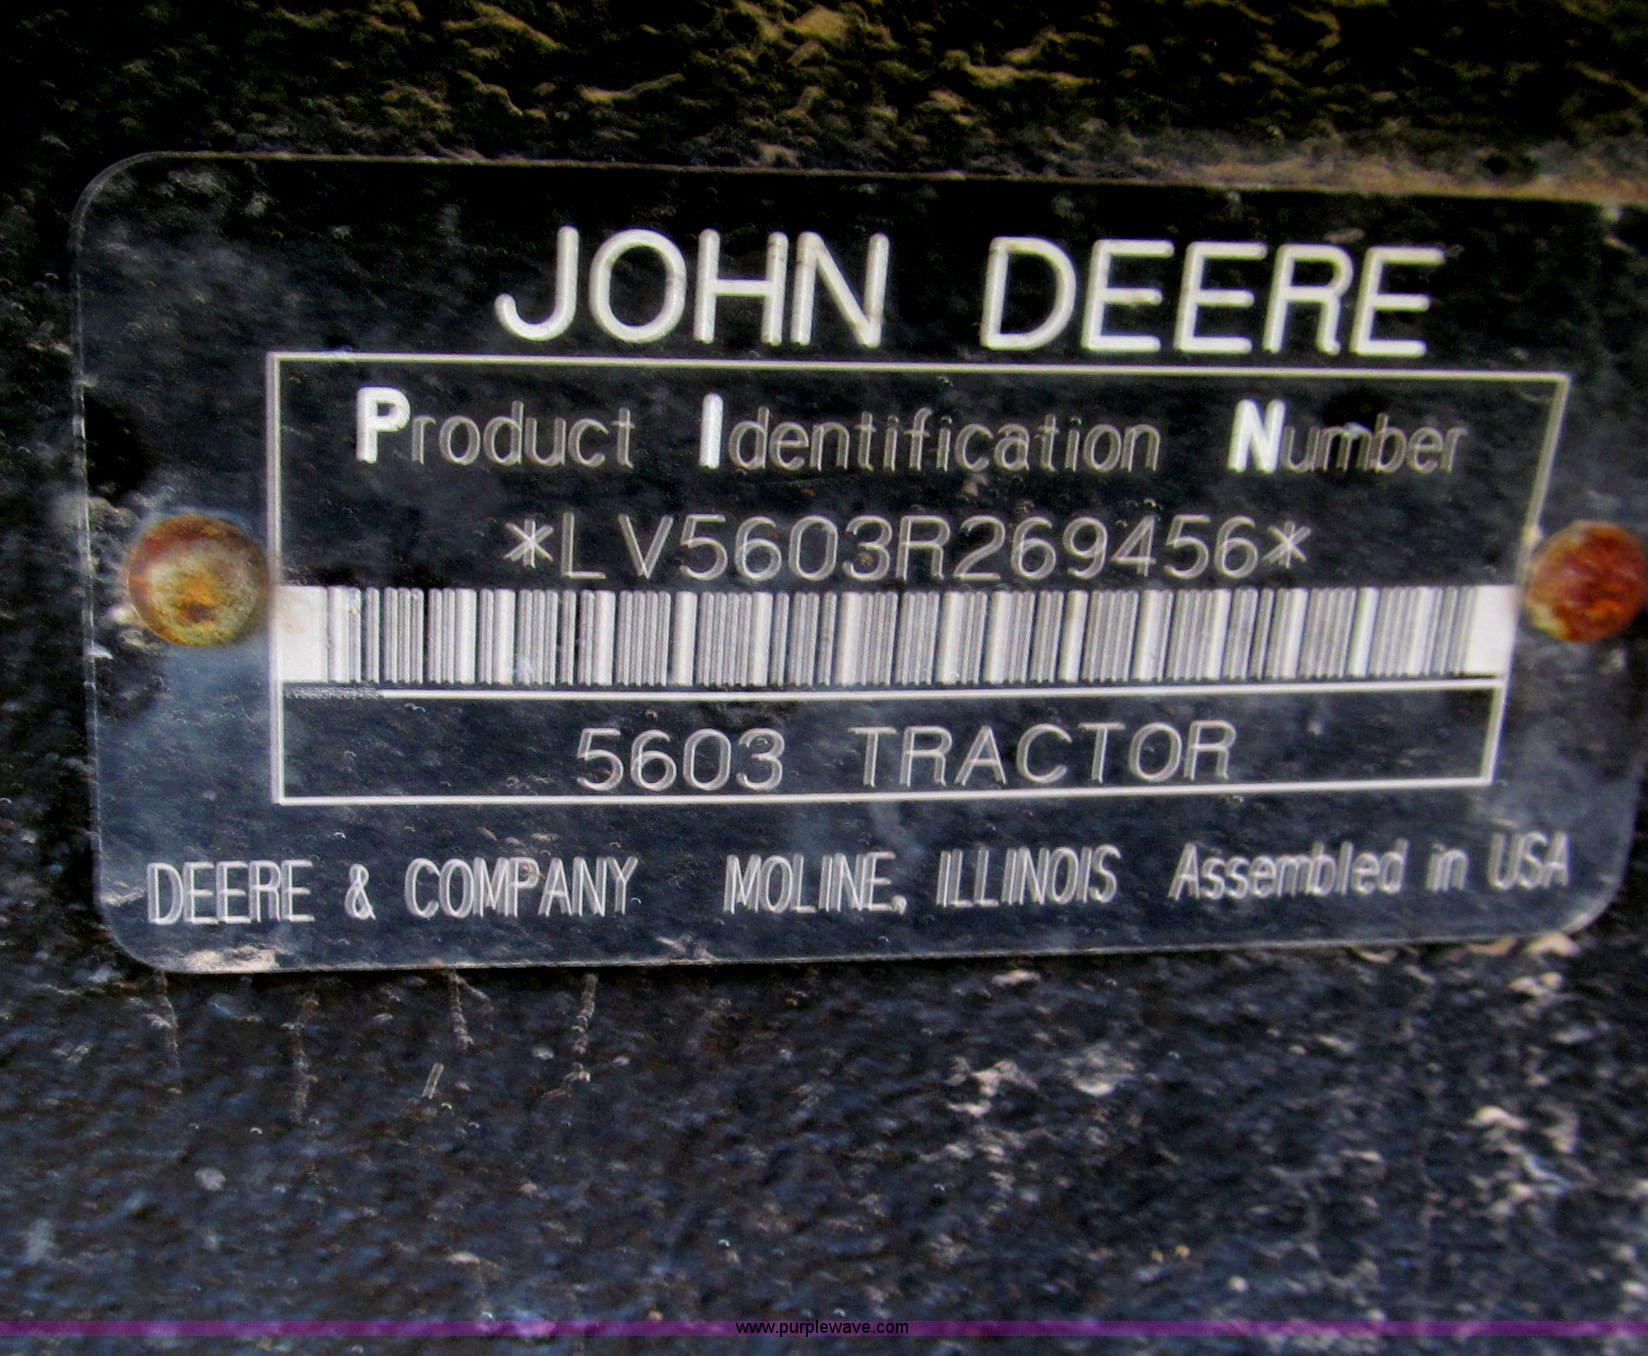 JOHN DEERE
Product Identification Number
*LV5603R269456*
5603 TRACTOR
DEERE & COMPANY MOLINE, ILLINOIS Assembled in USA
www.purplewave.com